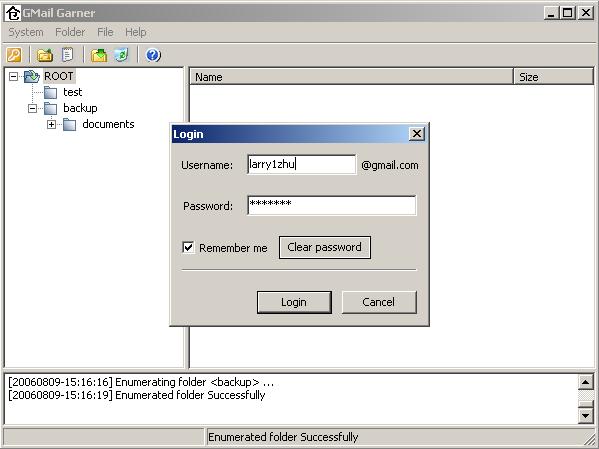 仓 GMail Garner
System Folder File Help
ROOT
test
backup
documents
Name Size
Login
Username: larry1zhu @gmail.com
Password: *******
Remember me Clear password
Login Cancel
[20060809-15:16:16] Enumerating folder <backup> ...
[20060809-15:16:19] Enumerated folder Successfully
Enumerated folder Successfully